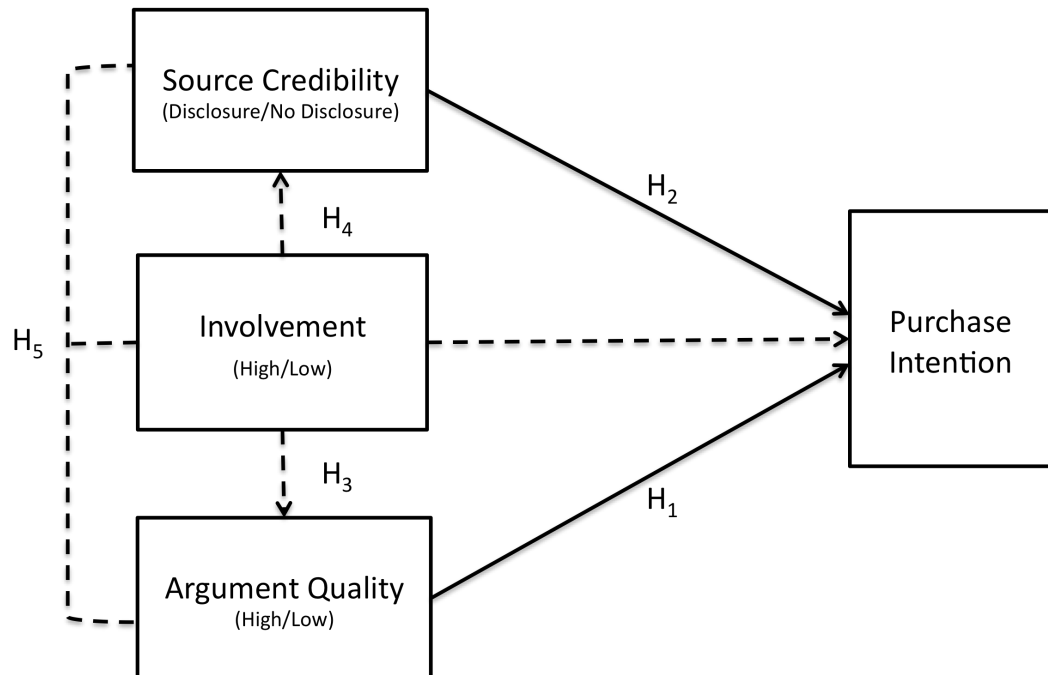 Source Credibility
(Disclosure/No Disclosure)
H₂
H₄
Involvement
(High/Low)
H₅
Purchase
Intention
H₃
H₁
Argument Quality
(High/Low)